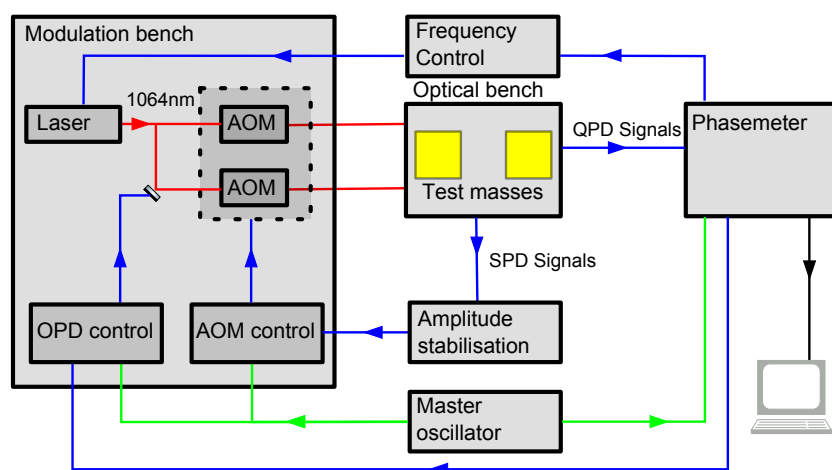 Modulation bench
Frequency
Control
1064nm
Optical bench
Laser
AOM
QPD Signals
Phasemeter
AOM
Test masses
SPD Signals
OPD control
AOM control
Amplitude
stabilisation
Master
oscillator